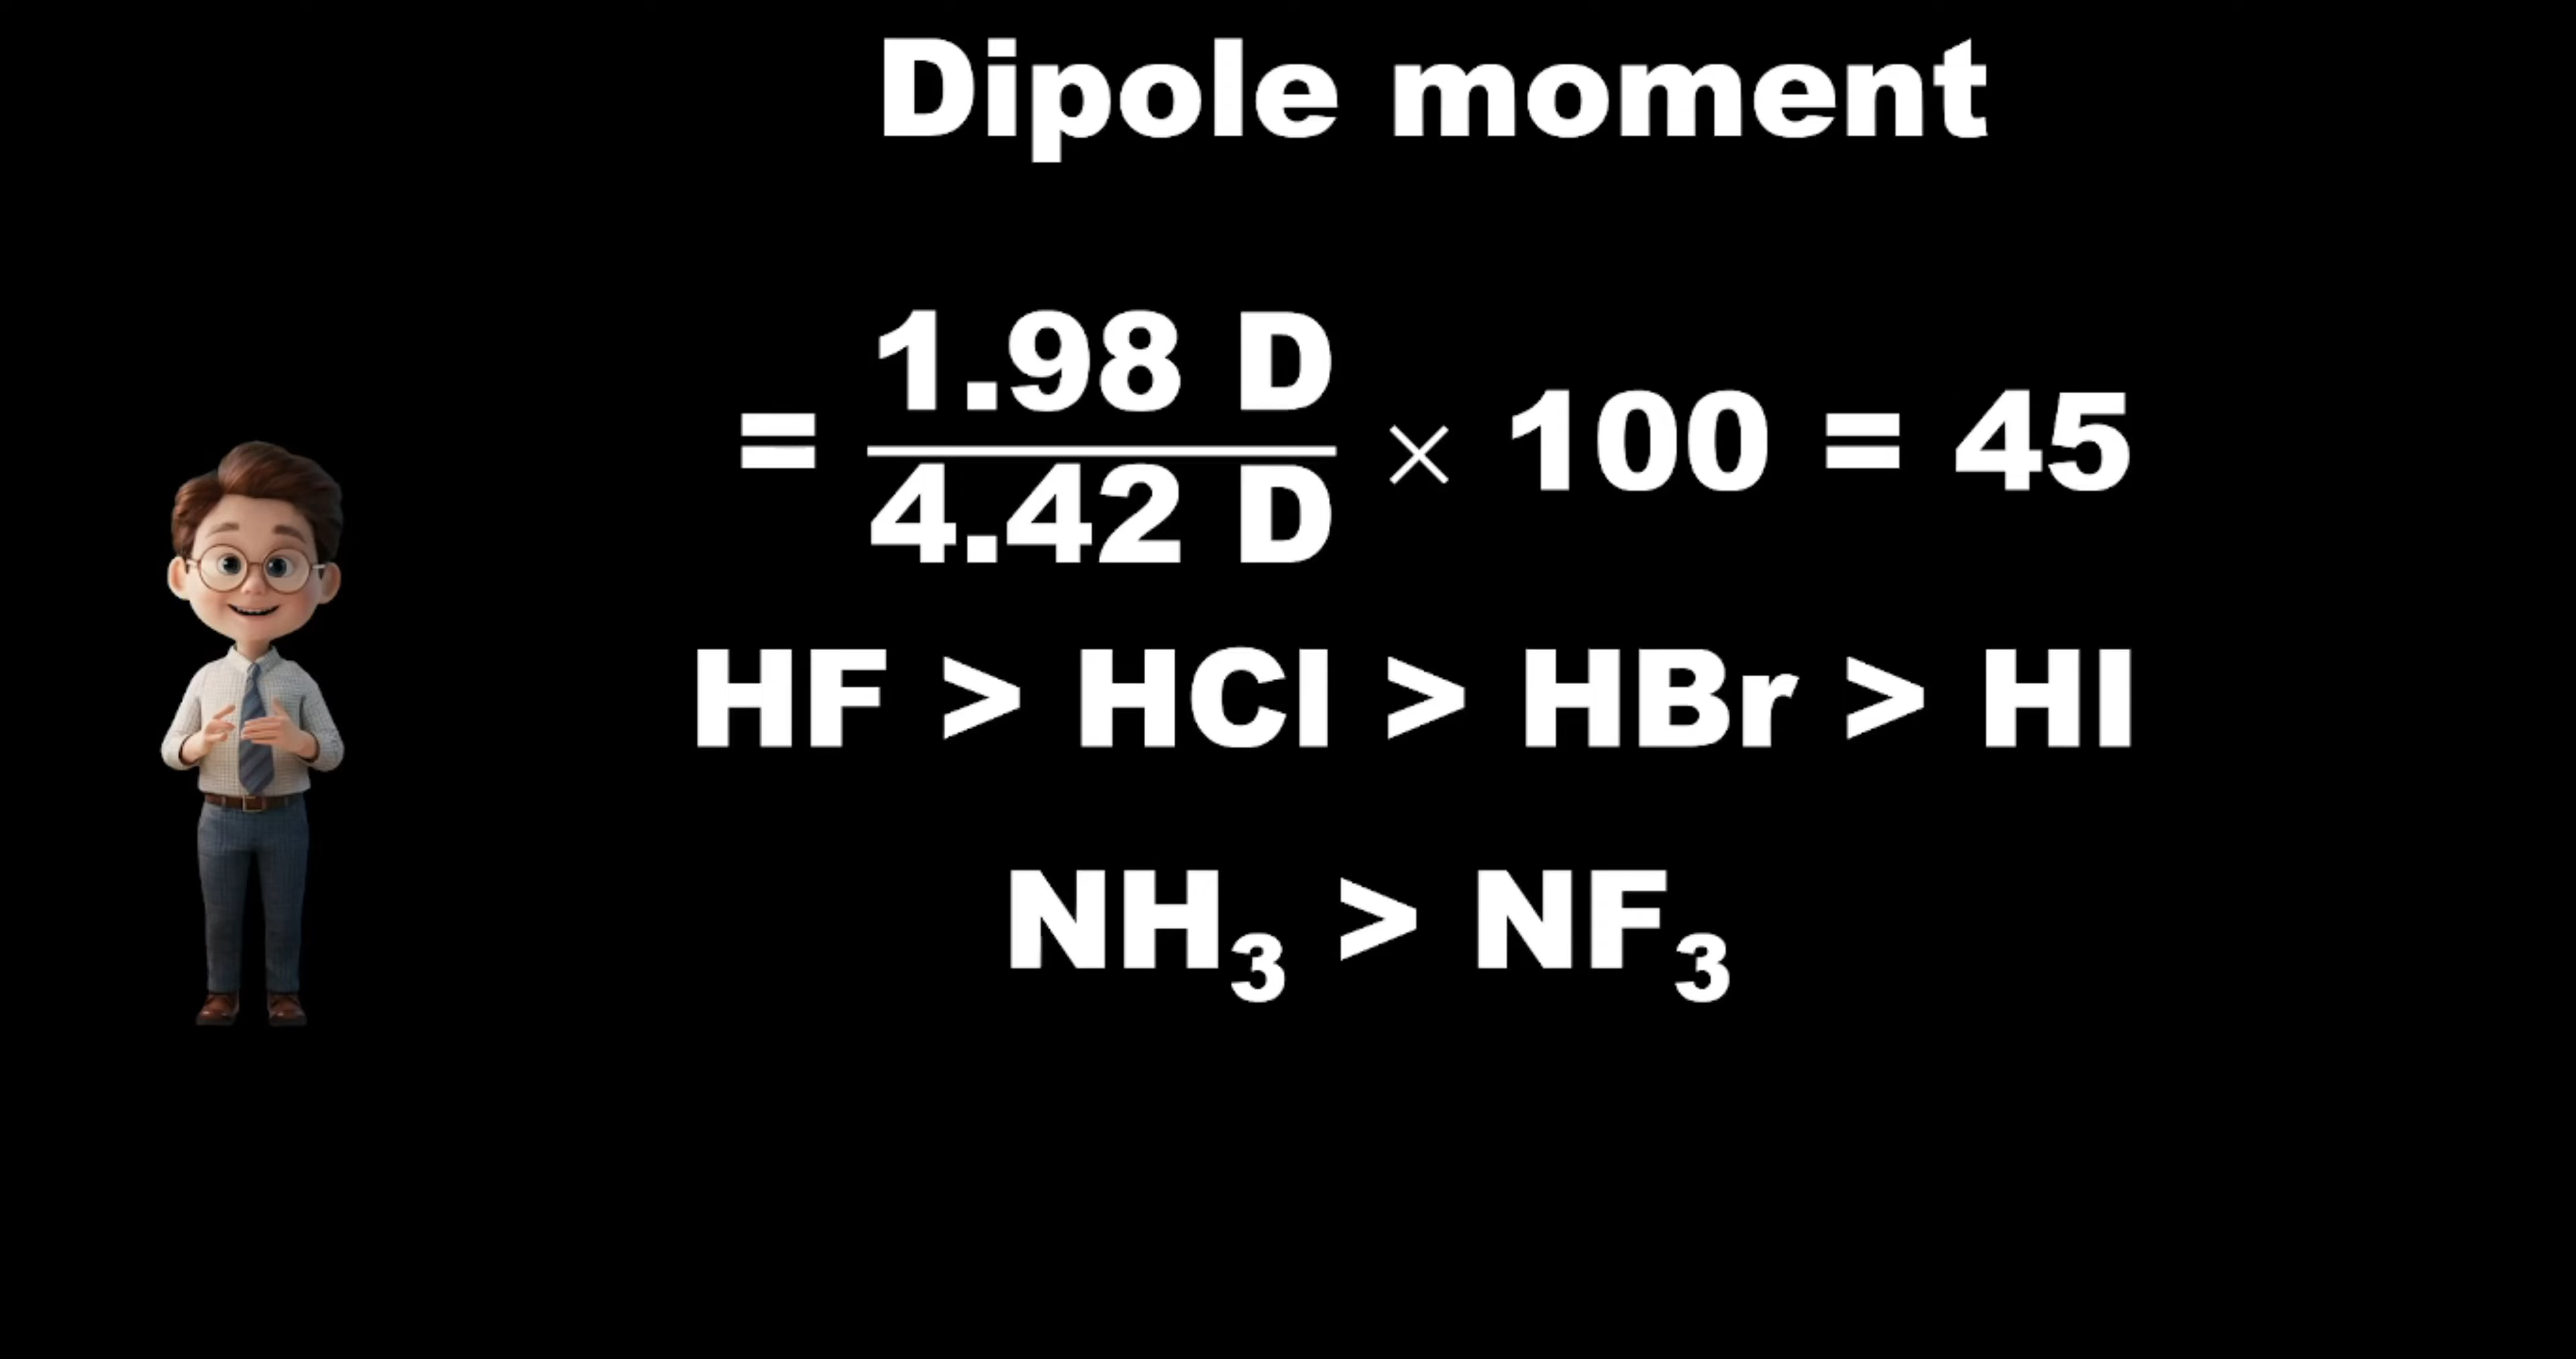 Dipole moment
= 1.98 D / 4.42 D × 100 = 45
HF > HCl > HBr > HI
NH₃ > NF₃